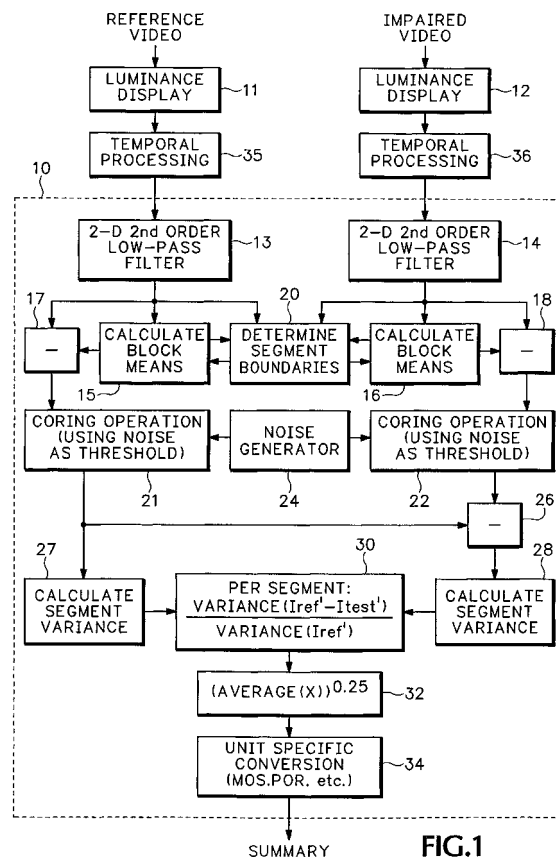 REFERENCE
VIDEO
IMPAIRED
VIDEO
LUMINANCE
DISPLAY
11
LUMINANCE
DISPLAY
12
TEMPORAL
PROCESSING
35
TEMPORAL
PROCESSING
36
10
2-D 2nd ORDER
LOW-PASS
FILTER
13
2-D 2nd ORDER
LOW-PASS
FILTER
14
17
–
CALCULATE
BLOCK
MEANS
15
20
DETERMINE
SEGMENT
BOUNDARIES
CALCULATE
BLOCK
MEANS
16
18
–
CORING OPERATION
(USING NOISE
AS THRESHOLD)
21
NOISE
GENERATOR
24
CORING OPERATION
(USING NOISE
AS THRESHOLD)
22
–
26
27
CALCULATE
SEGMENT
VARIANCE
30
PER SEGMENT:
VARIANCE(Iref'–Itest')
VARIANCE(Iref')
28
CALCULATE
SEGMENT
VARIANCE
(AVERAGE(X))0.25
32
UNIT SPECIFIC
CONVERSION
(MOS.POR, etc.)
34
SUMMARY
FIG.1